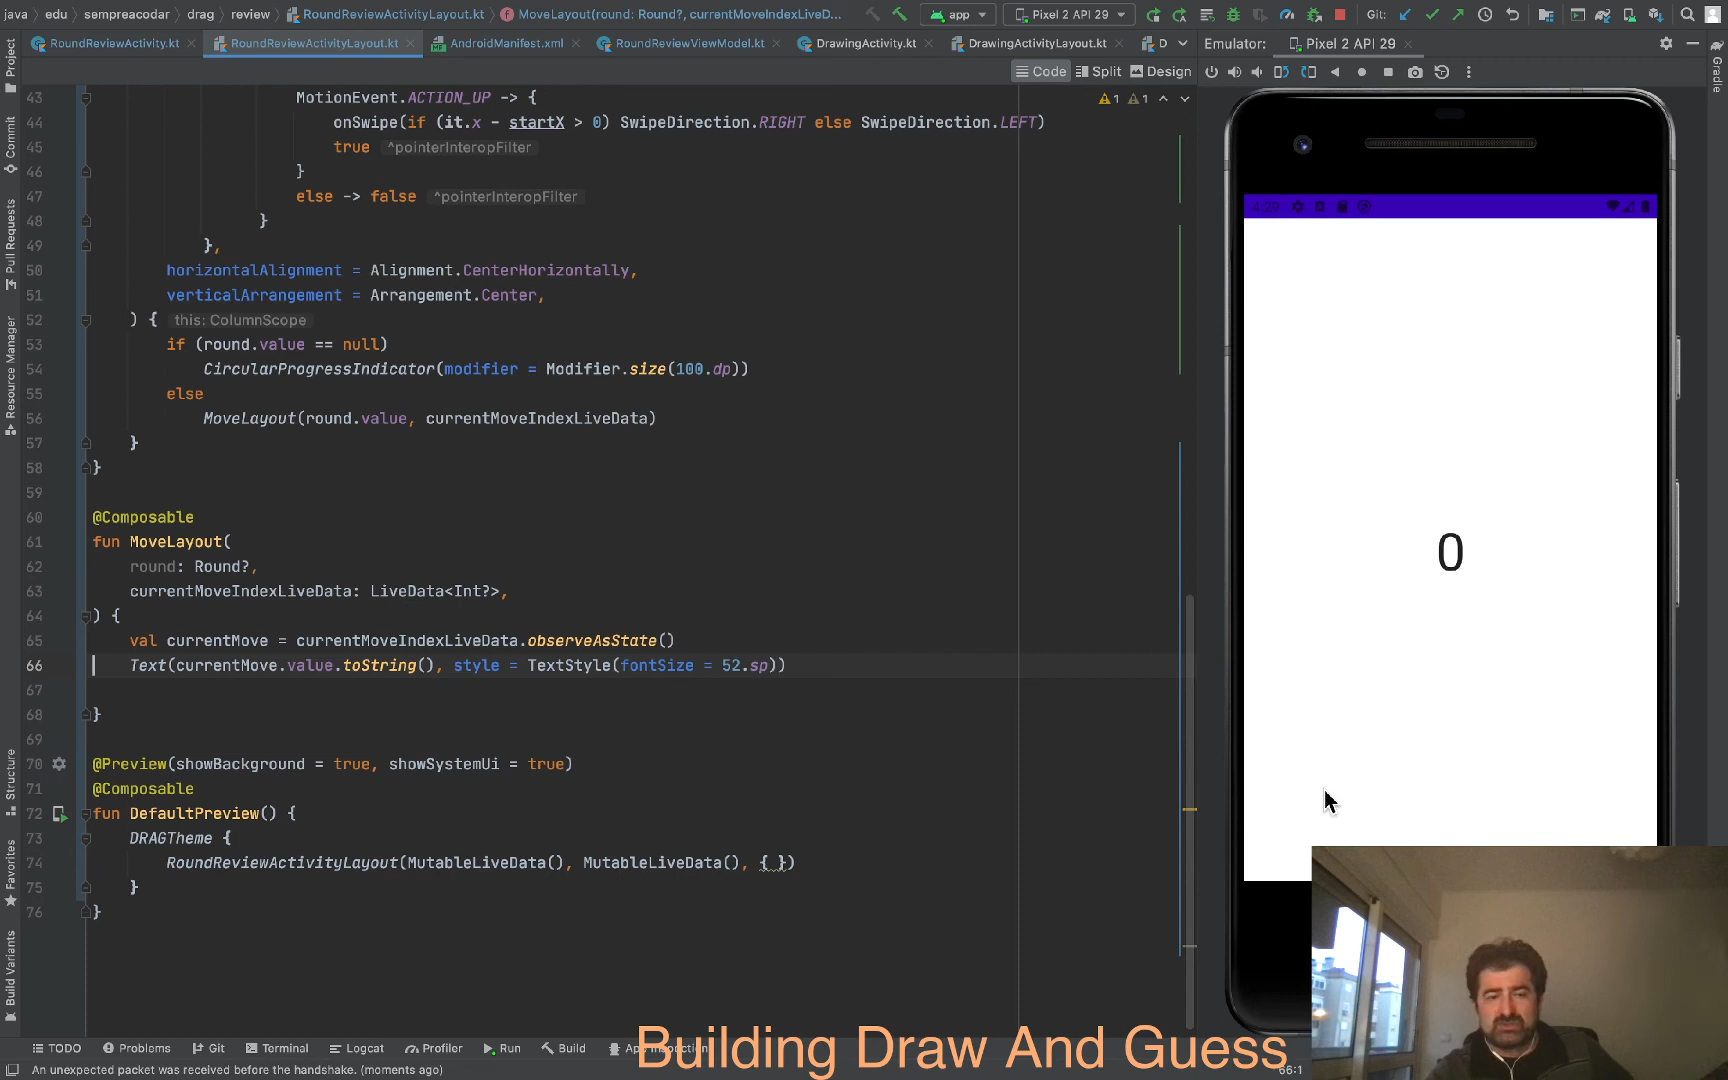 java > edu > sempreacodar > drag > review > RoundReviewActivityLayout.kt > MoveLayout(round: Round?, currentMoveIndexLiveD... app Pixel 2 API 29 Git:
RoundReviewActivity.kt RoundReviewActivityLayout.kt AndroidManifest.xml RoundReviewViewModel.kt DrawingActivity.kt DrawingActivityLayout.kt D Emulator: Pixel 2 API 29
Code Split Design
43 MotionEvent.ACTION_UP -> { 1 1
44 onSwipe(if (it.x - startX > 0) SwipeDirection.RIGHT else SwipeDirection.LEFT)
45 true ^pointerInteropFilter
46 }
47 else -> false ^pointerInteropFilter
48 }
49 },
50 horizontalAlignment = Alignment.CenterHorizontally,
51 verticalArrangement = Arrangement.Center,
52 ) { this: ColumnScope
53 if (round.value == null)
54 CircularProgressIndicator(modifier = Modifier.size(100.dp))
55 else
56 MoveLayout(round.value, currentMoveIndexLiveData)
57 }
58 }
59
60 @Composable
61 fun MoveLayout(
62 round: Round?,
63 currentMoveIndexLiveData: LiveData<Int?>,
64 ) {
65 val currentMove = currentMoveIndexLiveData.observeAsState()
66 Text(currentMove.value.toString(), style = TextStyle(fontSize = 52.sp))
67
68 }
69
70 @Preview(showBackground = true, showSystemUi = true)
71 @Composable
72 fun DefaultPreview() {
73 DRAGTheme {
74 RoundReviewActivityLayout(MutableLiveData(), MutableLiveData(), { })
75 }
76 }
Project
Commit
Pull Requests
Resource Manager
Structure
Favorites
Build Variants
Gradle
4:29
0
TODO Problems Git Terminal Logcat Profiler Run Build
Building Draw And Guess
An unexpected packet was received before the handshake. (moments ago) 66:1